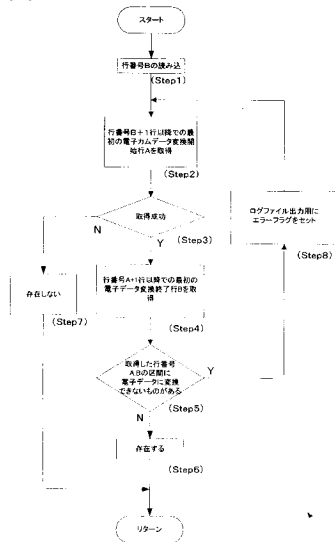 スタート
行番号Bの読み込
(Step1)
行番号B+1行以降での最
初の電子カムデータ変換開
始行Aを取得
(Step2)
取得成功
N
Y
(Step3)
ログファイル出力用に
エラーフラグをセット
(Step8)
存在しない
(Step7)
行番号A+1行以降での最初の
電子データ変換終了行Bを取
得
(Step4)
取得した行番号
A,Bの区間に
電子データに変換
できないものがある
Y
(Step5)
N
存在する
(Step6)
リターン